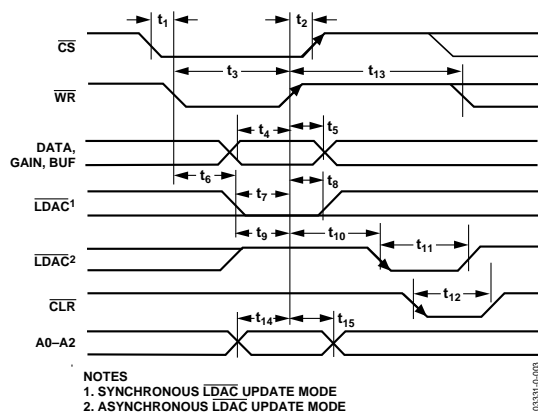 t1 t2
CS
t3 t13
WR
t4 t5
DATA,
GAIN, BUF
t6 t7 t8
LDAC1
t9 t10 t11
LDAC2
t12
CLR
t14 t15
A0–A2
NOTES
1. SYNCHRONOUS LDAC UPDATE MODE
2. ASYNCHRONOUS LDAC UPDATE MODE
03331-0-003